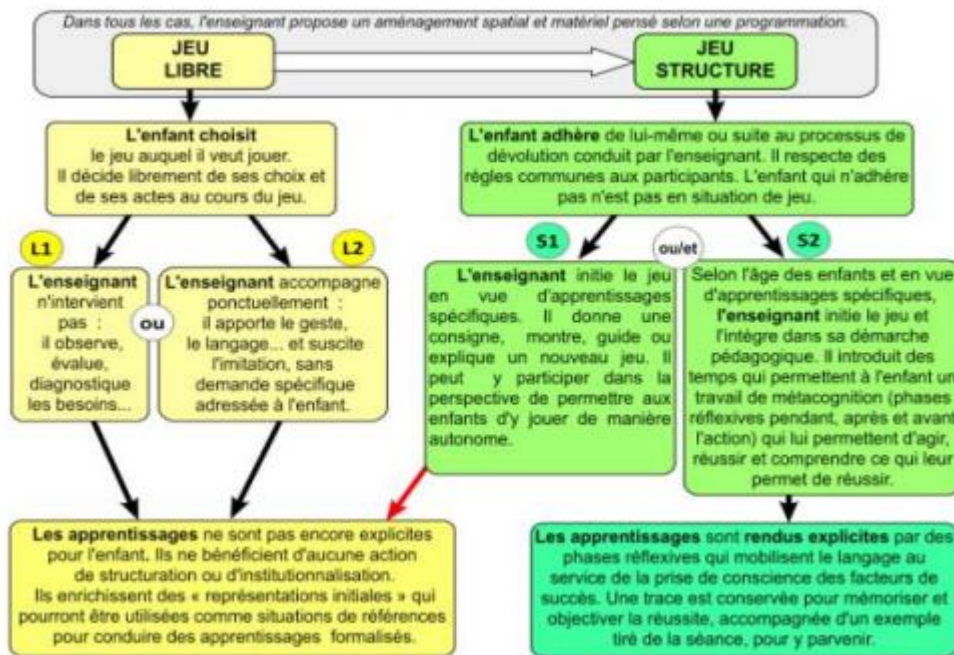 Dans tous les cas, l'enseignant propose un aménagement spatial et matériel pensé selon une programmation.
JEU
LIBRE
JEU
STRUCTURE
L'enfant choisit
le jeu auquel il veut jouer.
Il décide librement de ses choix et
de ses actes au cours du jeu.
L'enfant adhère de lui-même ou suite au processus de
dévolution conduit par l'enseignant. Il respecte des
règles communes aux participants. L'enfant qui n'adhère
pas n'est pas en situation de jeu.
L1
L2
S1
ou/et
S2
L'enseignant
n'intervient
pas :
il observe,
évalue,
diagnostique
les besoins...
ou
L'enseignant accompagne
ponctuellement :
il apporte le geste,
le langage... et suscite
l'imitation, sans
demande spécifique
adressée à l'enfant.
L'enseignant initie le jeu
en vue d'apprentissages
spécifiques. Il donne une
consigne, montre, guide ou
explique un nouveau jeu. Il
peut y participer dans la
perspective de permettre aux
enfants d'y jouer de manière
autonome.
Selon l'âge des enfants et en vue
d'apprentissages spécifiques,
l'enseignant initie le jeu et
l'intègre dans sa démarche
pédagogique. Il introduit des
temps qui permettent à l'enfant un
travail de métacognition (phases
réflexives pendant, après et avant
l'action) qui lui permettent d'agir,
réussir et comprendre ce qui leur
permet de réussir.
Les apprentissages ne sont pas encore explicites
pour l'enfant. Ils ne bénéficient d'aucune action
de structuration ou d'institutionnalisation.
Ils enrichissent des « représentations initiales » qui
pourront être utilisées comme situations de références
pour conduire des apprentissages formalisés.
Les apprentissages sont rendus explicites par des
phases réflexives qui mobilisent le langage au
service de la prise de conscience des facteurs de
succès. Une trace est conservée pour mémoriser et
objectiver la réussite, accompagnée d'un exemple
tiré de la séance, pour y parvenir.